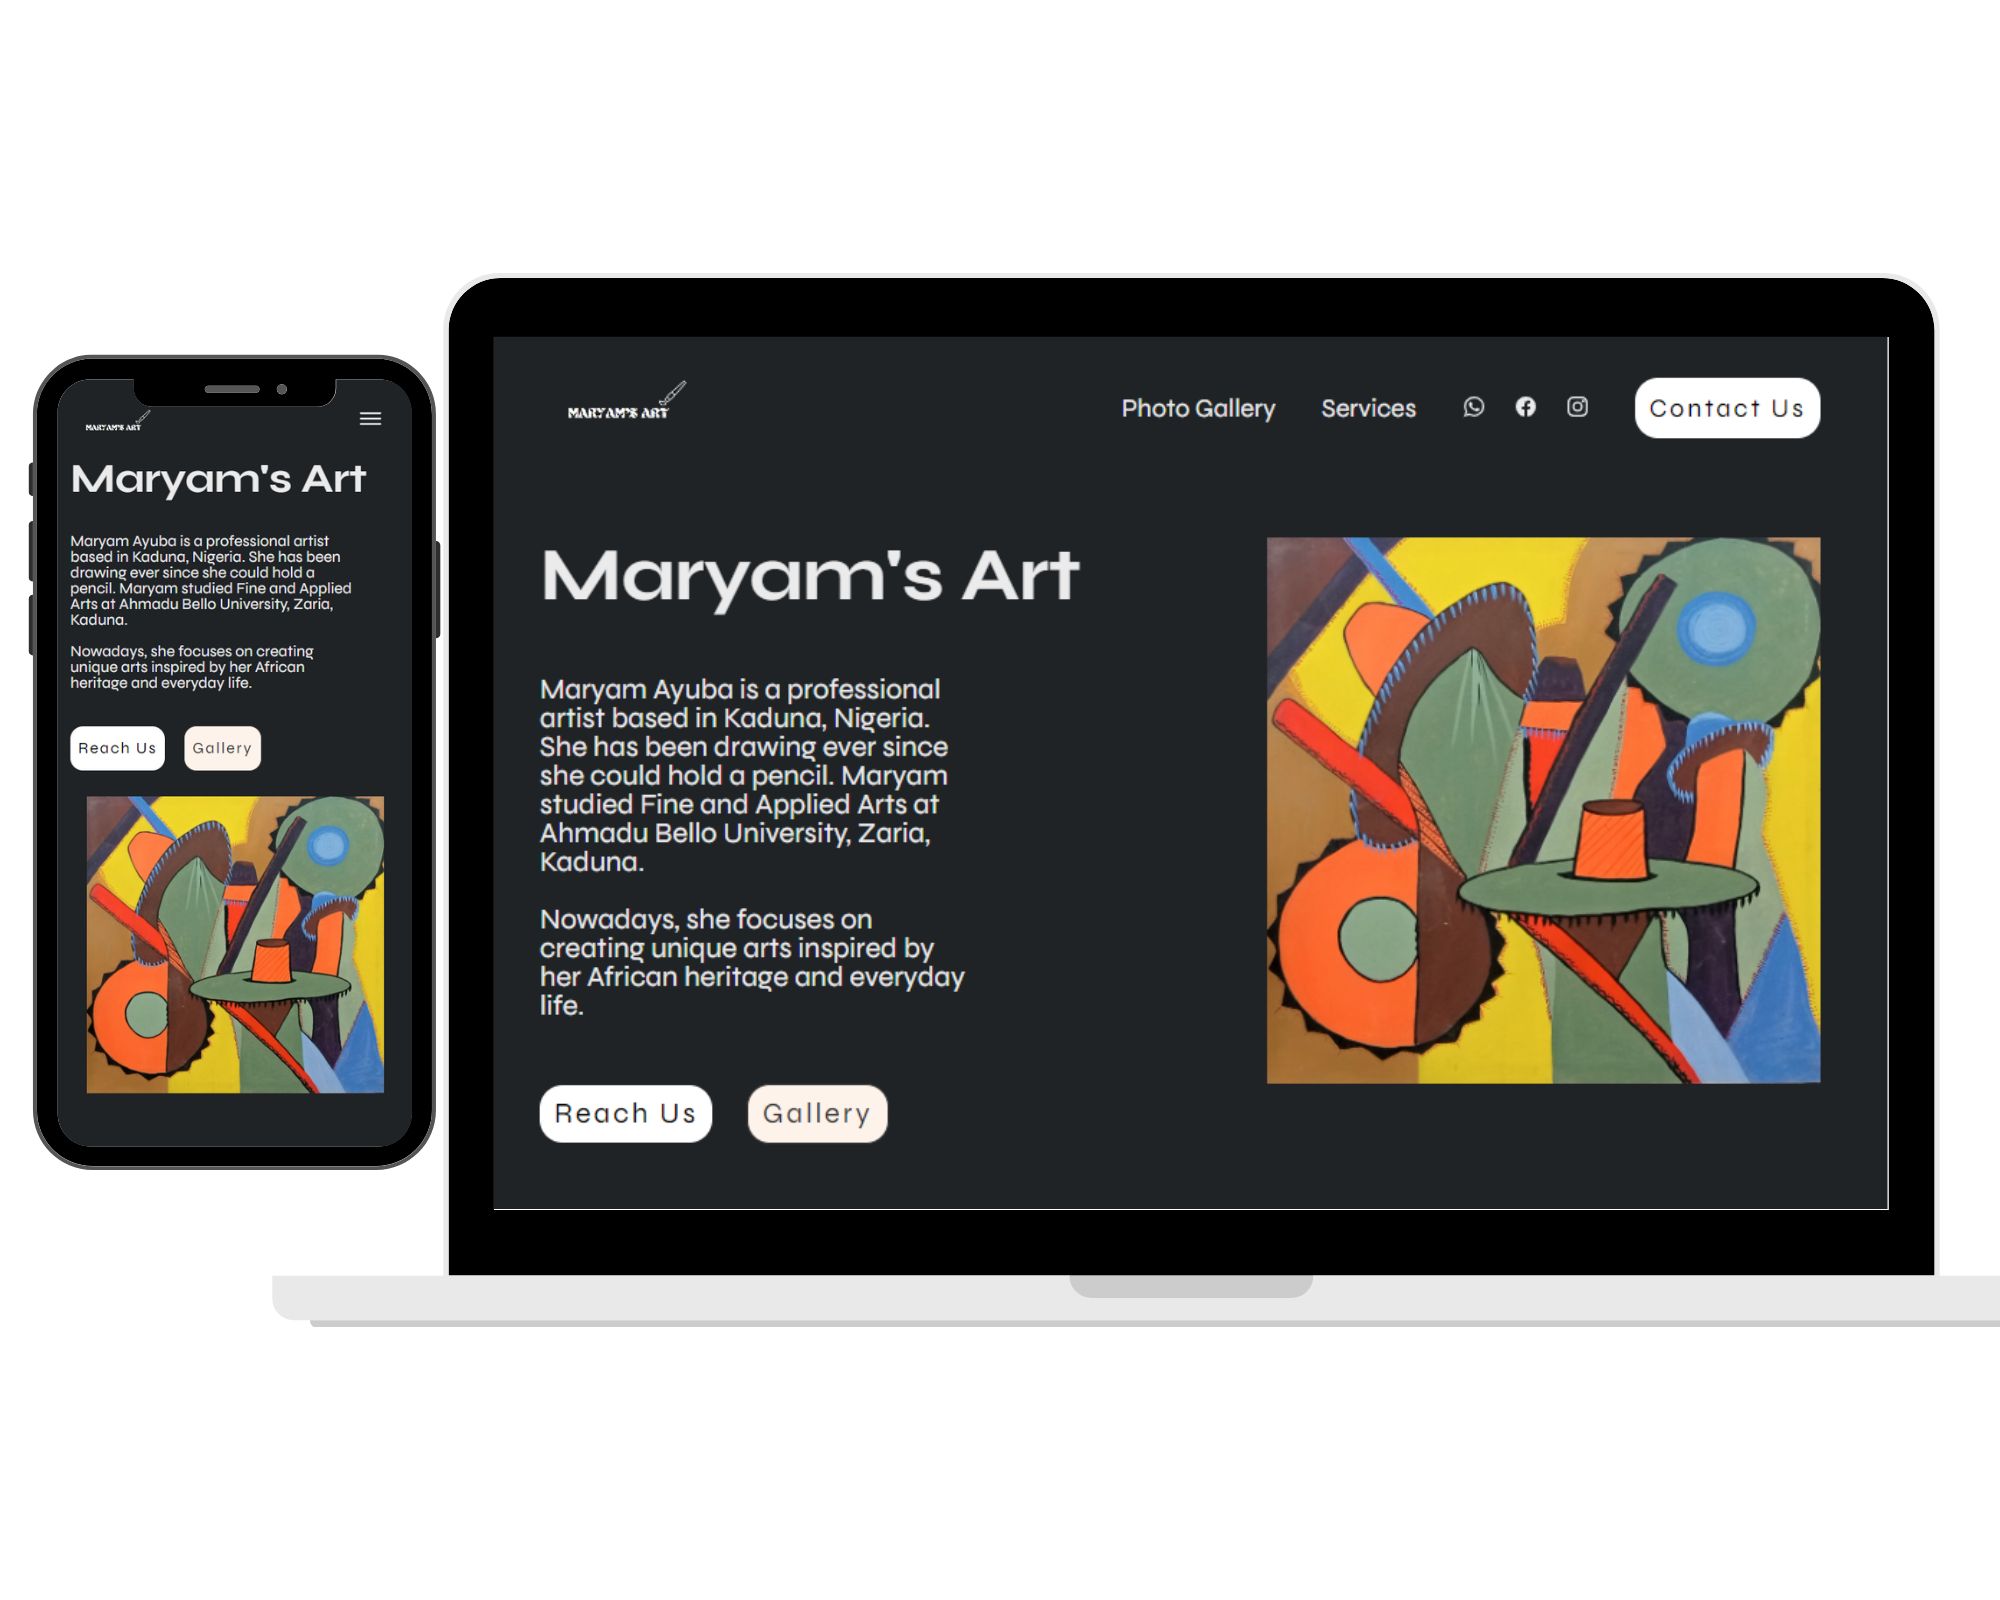 MARYAM'S ART
Maryam's Art
Maryam Ayuba is a professional artist
based in Kaduna, Nigeria. She has been
drawing ever since she could hold a
pencil. Maryam studied Fine and Applied
Arts at Ahmadu Bello University, Zaria,
Kaduna.
Nowadays, she focuses on creating
unique arts inspired by her African
heritage and everyday life.
Reach Us Gallery
MARYAM'S ART Photo Gallery Services Contact Us
Maryam's Art
Maryam Ayuba is a professional
artist based in Kaduna, Nigeria.
She has been drawing ever since
she could hold a pencil. Maryam
studied Fine and Applied Arts at
Ahmadu Bello University, Zaria,
Kaduna.
Nowadays, she focuses on
creating unique arts inspired by
her African heritage and everyday
life.
Reach Us Gallery